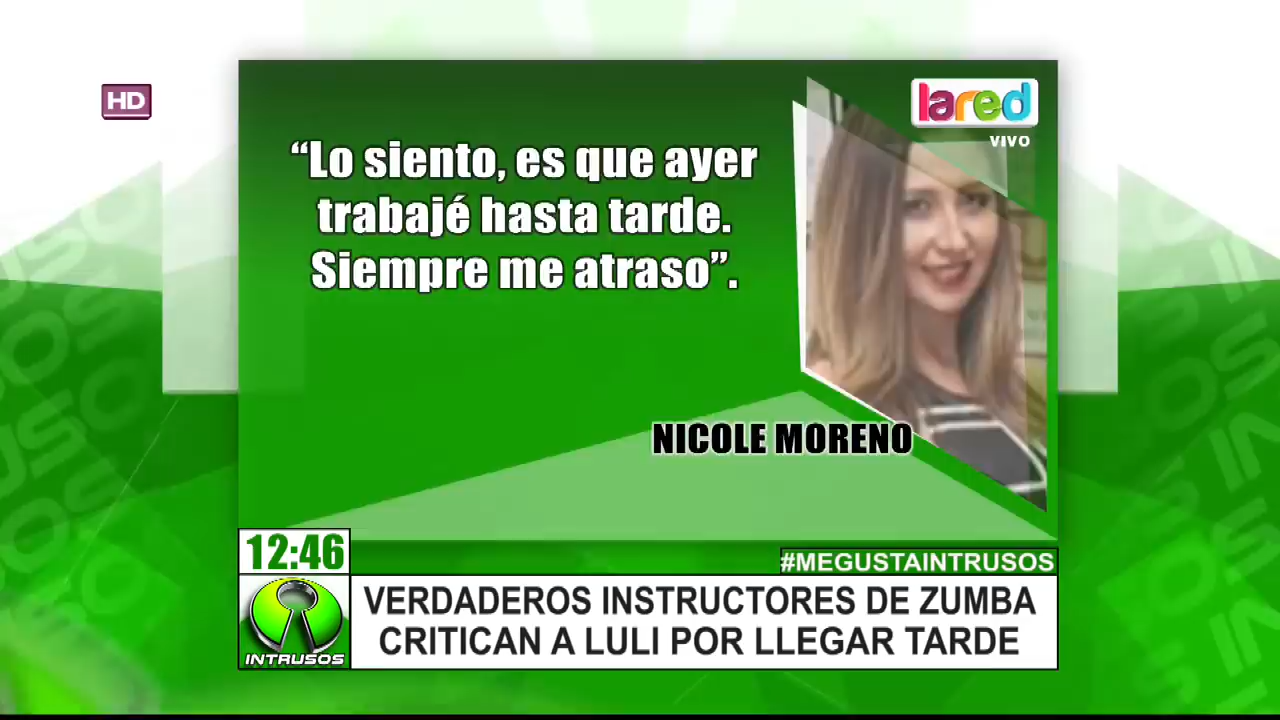 HD
lared
VIVO
“Lo siento, es que ayer
trabajé hasta tarde.
Siempre me atraso”.
NICOLE MORENO
12:46
#MEGUSTAINTRUSOS
INTRUSOS
VERDADEROS INSTRUCTORES DE ZUMBA
CRITICAN A LULI POR LLEGAR TARDE